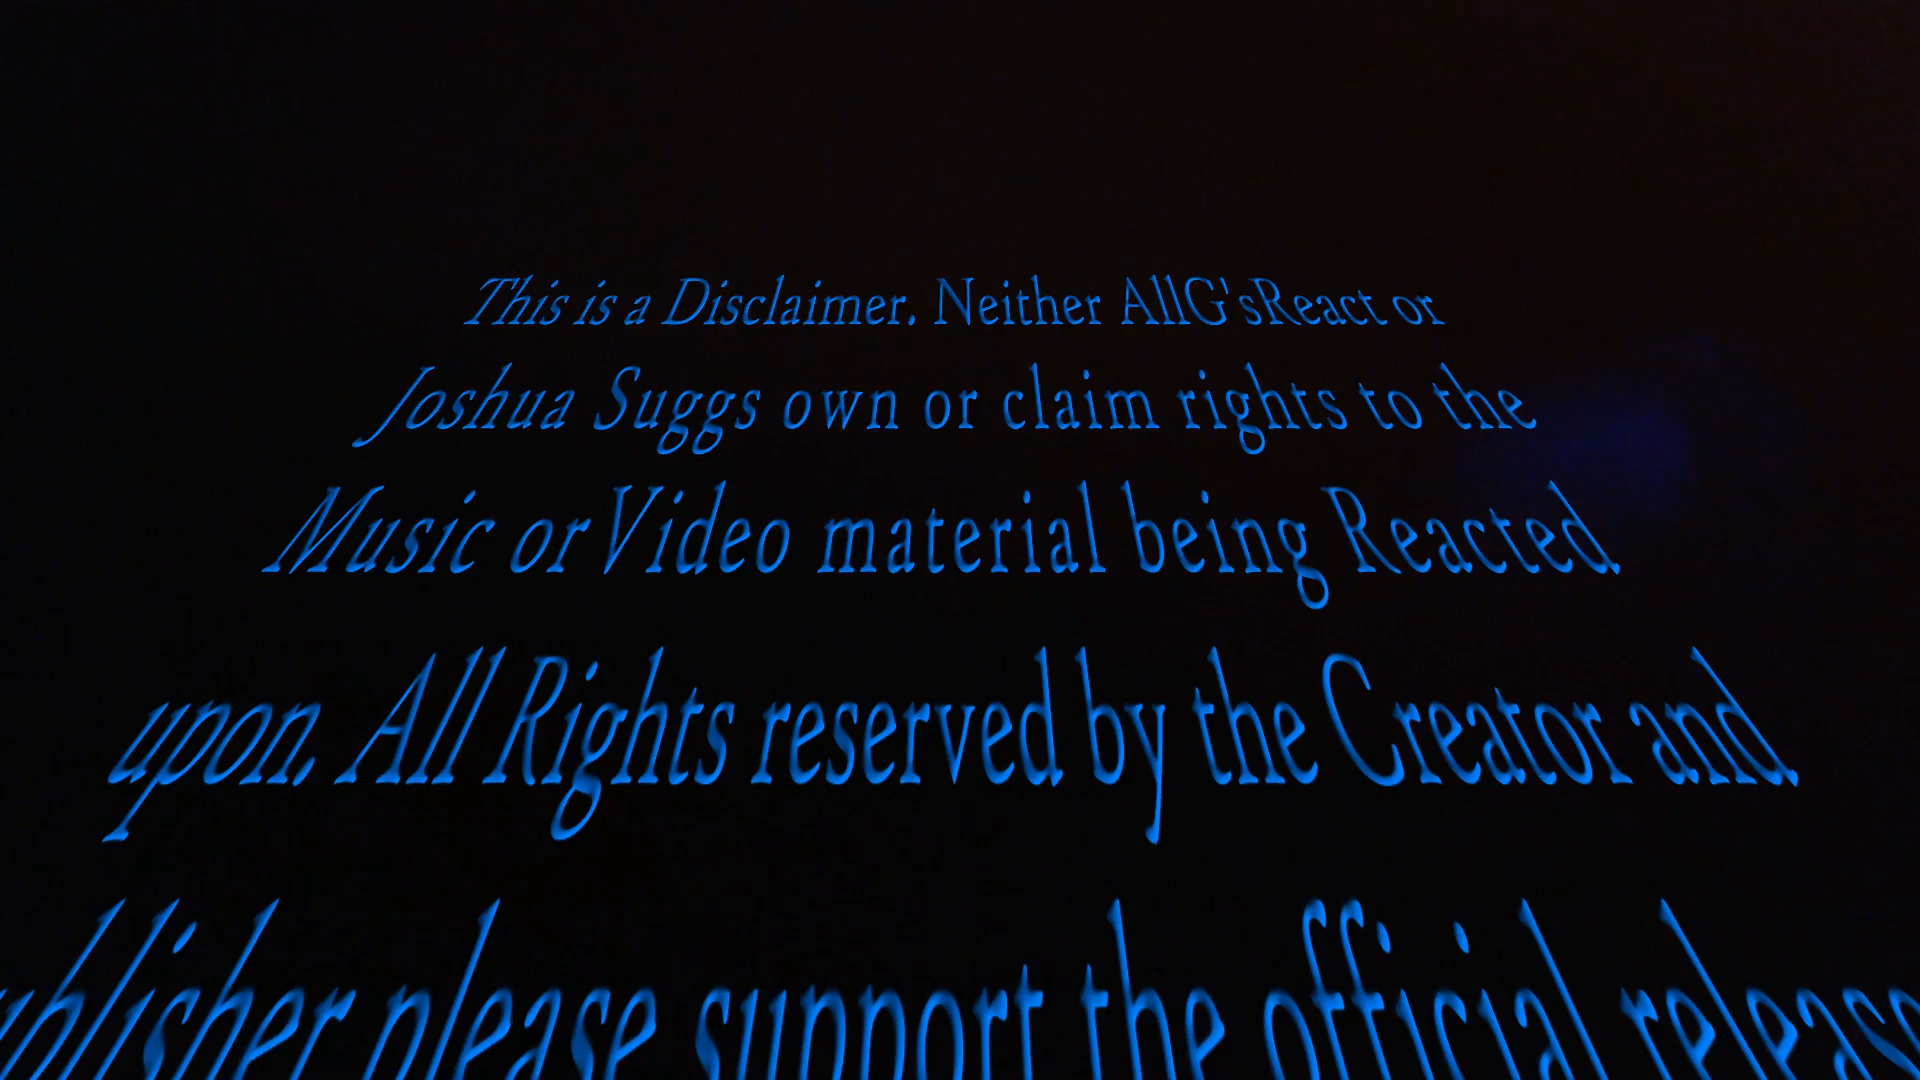 This is a Disclaimer. Neither AllG'sReact or
Joshua Suggs own or claim rights to the
Music or Video material being Reacted
upon. All Rights reserved by the Creator and
please support the official